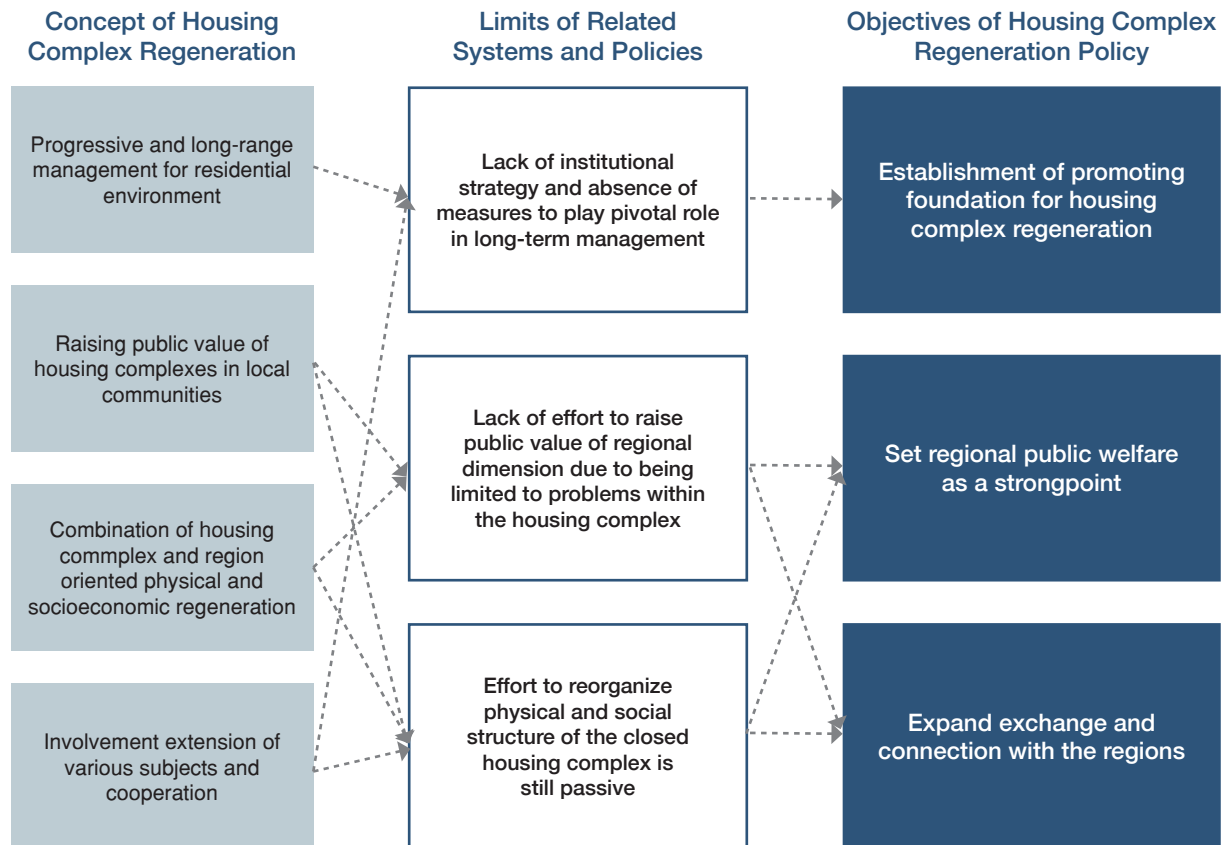 Concept of Housing
Complex Regeneration
Progressive and long-range
management for residential
environment
Raising public value of
housing complexes in local
communities
Combination of housing
commplex and region
oriented physical and
socioeconomic regeneration
Involvement extension of
various subjects and
cooperation
Limits of Related
Systems and Policies
Lack of institutional
strategy and absence of
measures to play pivotal role
in long-term management
Lack of effort to raise
public value of regional
dimension due to being
limited to problems within
the housing complex
Effort to reorganize
physical and social
structure of the closed
housing complex is
still passive
Objectives of Housing Complex
Regeneration Policy
Establishment of promoting
foundation for housing
complex regeneration
Set regional public welfare
as a strongpoint
Expand exchange and
connection with the regions